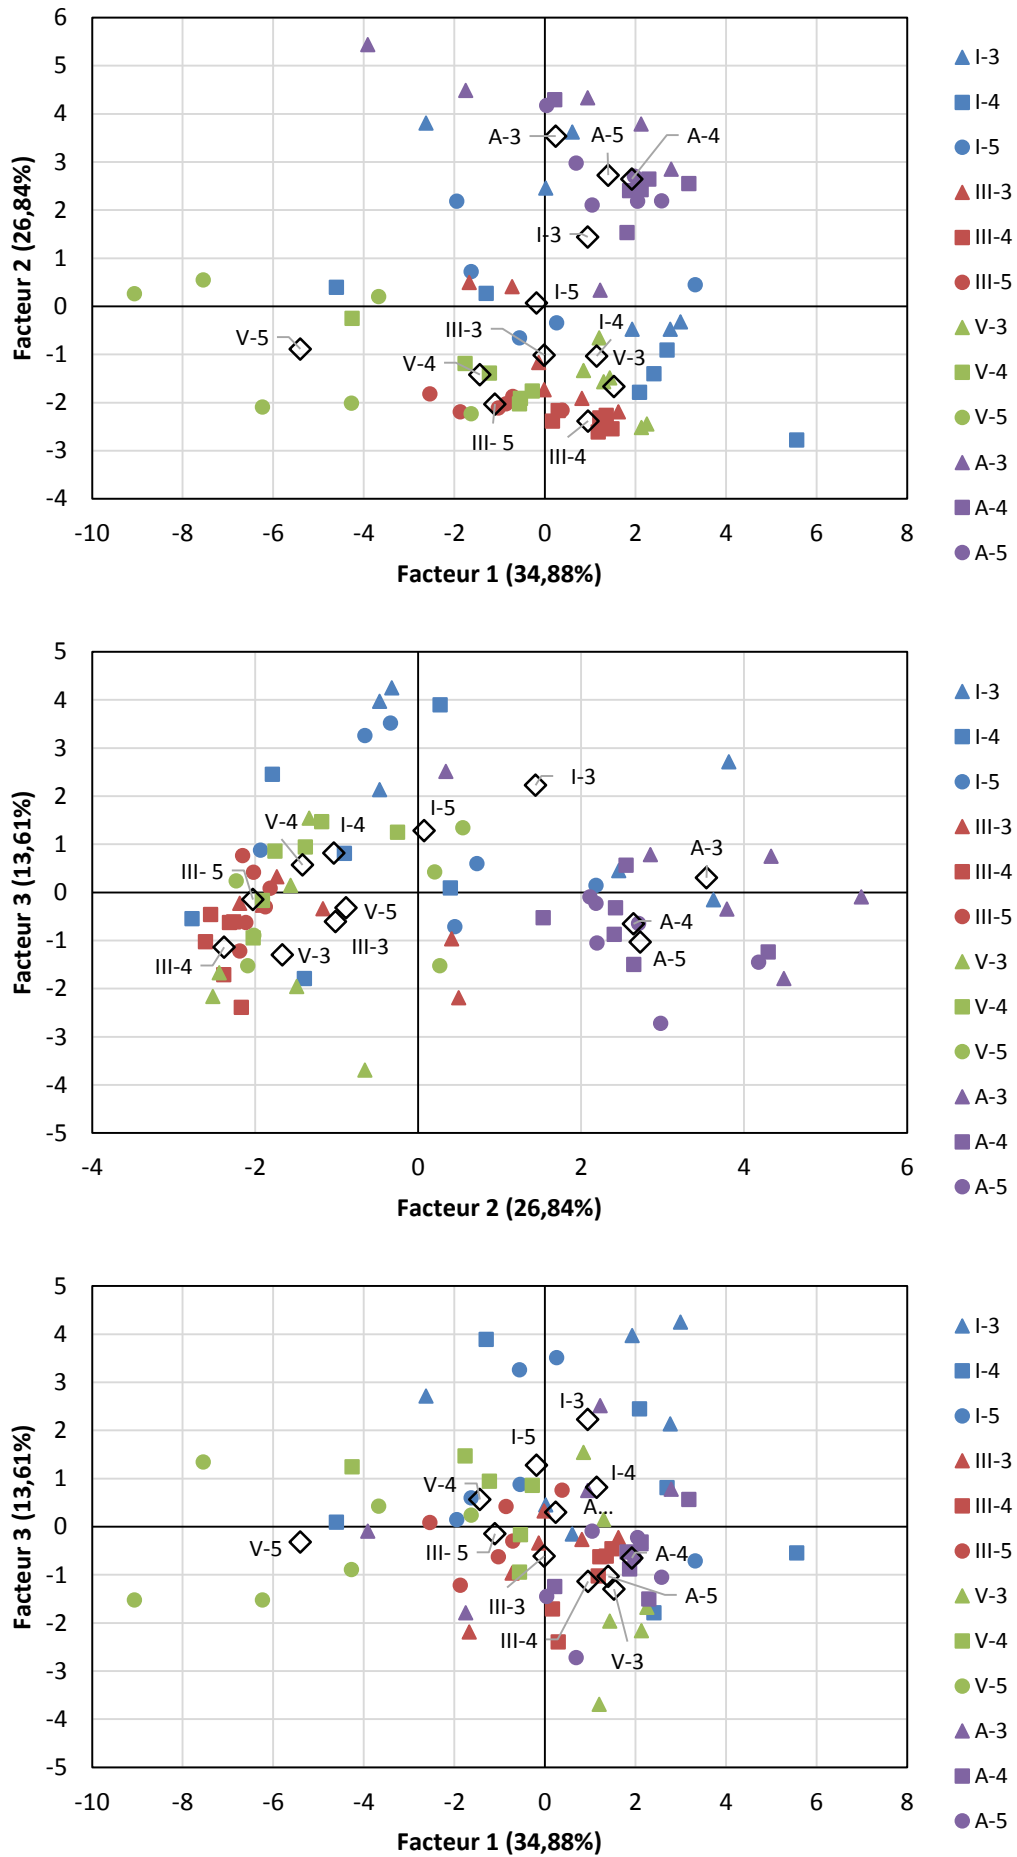 6
5
4
3
2
1
0
-1
-2
-3
-4
-10
-8
-6
-4
-2
0
2
4
6
8
Facteur 2 (26,84%)
Facteur 1 (34,88%)
A-3
A-5
A-4
I-3
I-5
III-3
I-4
V-5
V-4
V-3
III- 5
III-4
I-3
I-4
I-5
III-3
III-4
III-5
V-3
V-4
V-5
A-3
A-4
A-5
5
4
3
2
1
0
-1
-2
-3
-4
-5
-4
-2
0
2
4
6
Facteur 3 (13,61%)
Facteur 2 (26,84%)
I-3
I-5
V-4
I-4
A-3
III- 5
V-5
A-4
III-3
A-5
III-4
V-3
I-3
I-4
I-5
III-3
III-4
III-5
V-3
V-4
V-5
A-3
A-4
A-5
5
4
3
2
1
0
-1
-2
-3
-4
-5
-10
-8
-6
-4
-2
0
2
4
6
8
Facteur 3 (13,61%)
Facteur 1 (34,88%)
I-3
I-5
I-4
V-4
A...
V-5
III- 5
A-4
A-5
III-3
III-4
V-3
I-3
I-4
I-5
III-3
III-4
III-5
V-3
V-4
V-5
A-3
A-4
A-5